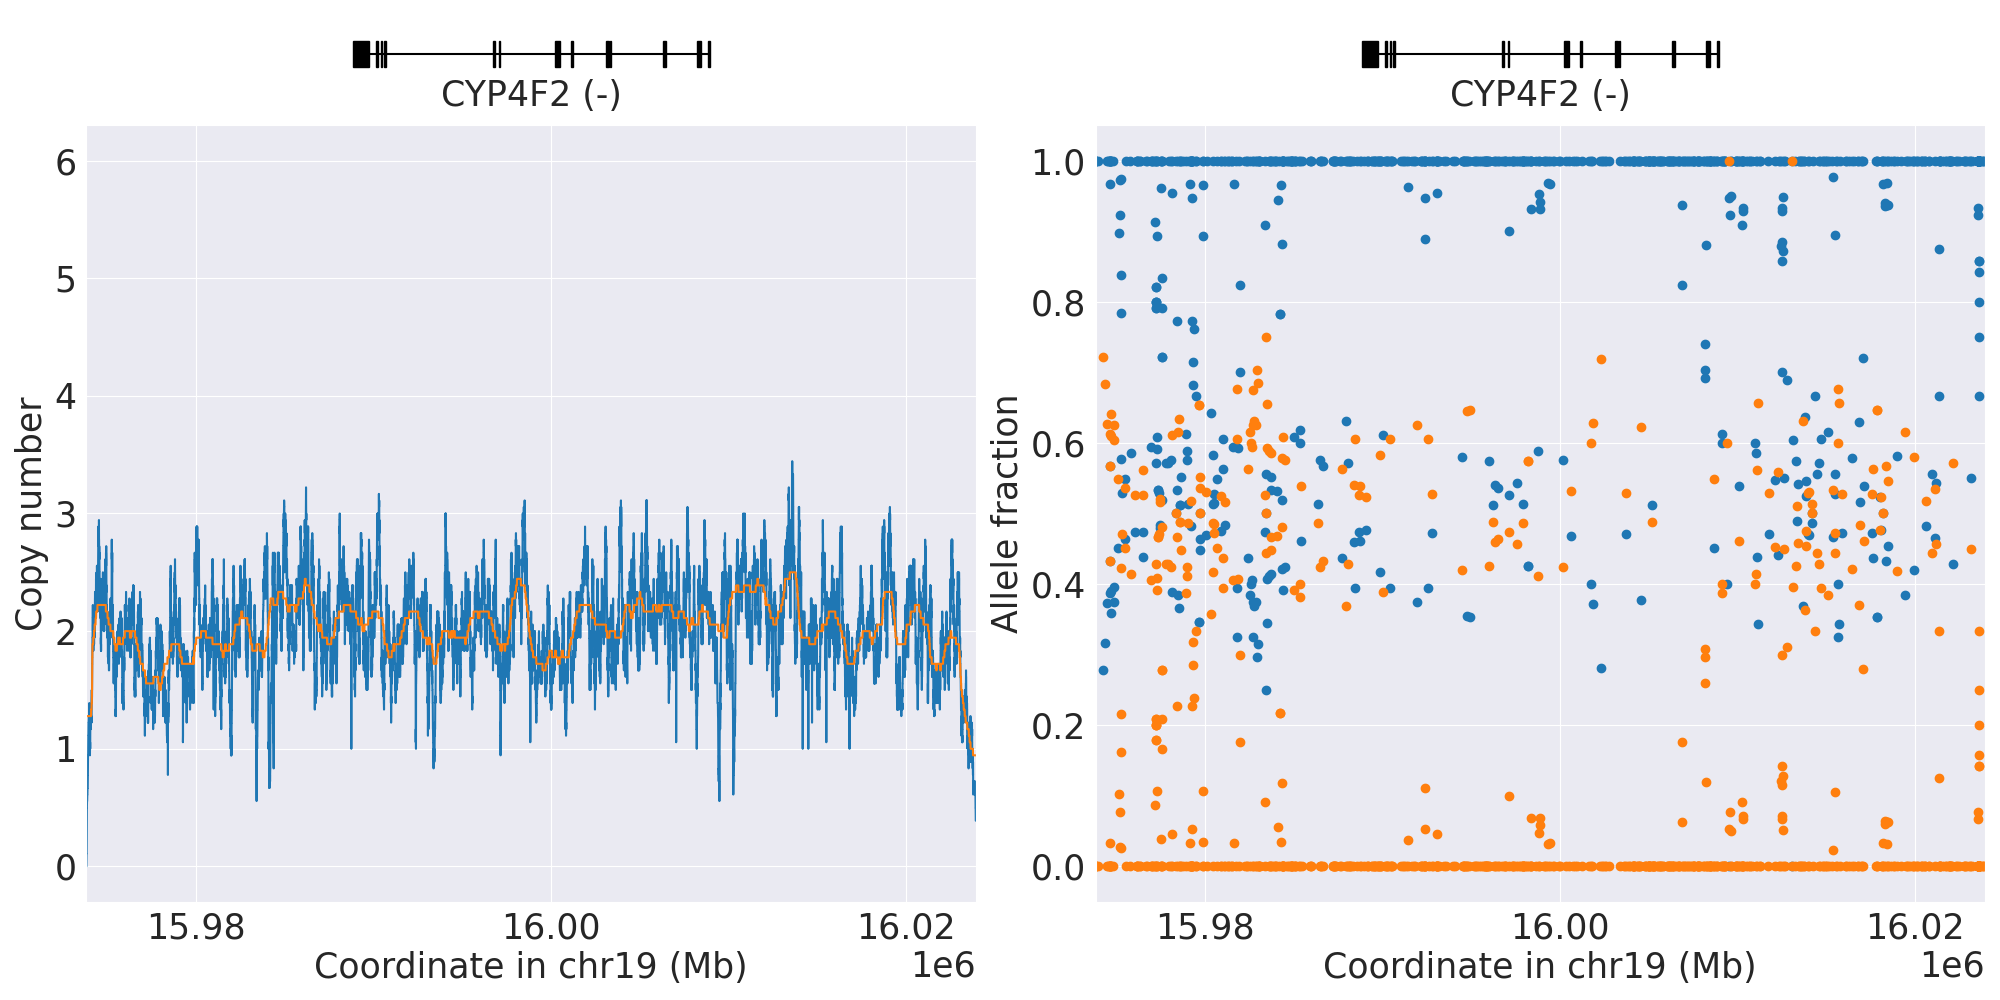 CYP4F2 (-)
6
5
4
3
2
1
0
Copy number
15.98
16.00
16.02
Coordinate in chr19 (Mb)
1e6
CYP4F2 (-)
1.0
0.8
0.6
0.4
0.2
0.0
Allele fraction
15.98
16.00
16.02
Coordinate in chr19 (Mb)
1e6